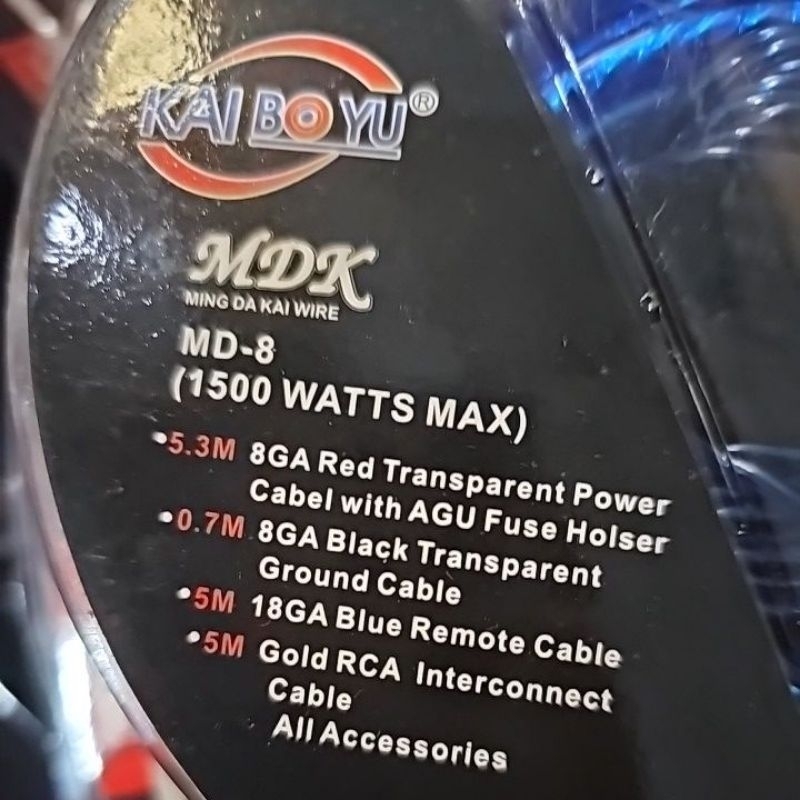 KAI BO YU®
MDK
MING DA KAI WIRE
MD-8
(1500 WATTS MAX)
•5.3M 8GA Red Transparent Power
Cabel with AGU Fuse Holser
•0.7M 8GA Black Transparent
Ground Cable
•5M 18GA Blue Remote Cable
•5M Gold RCA Interconnect
Cable
All Accessories